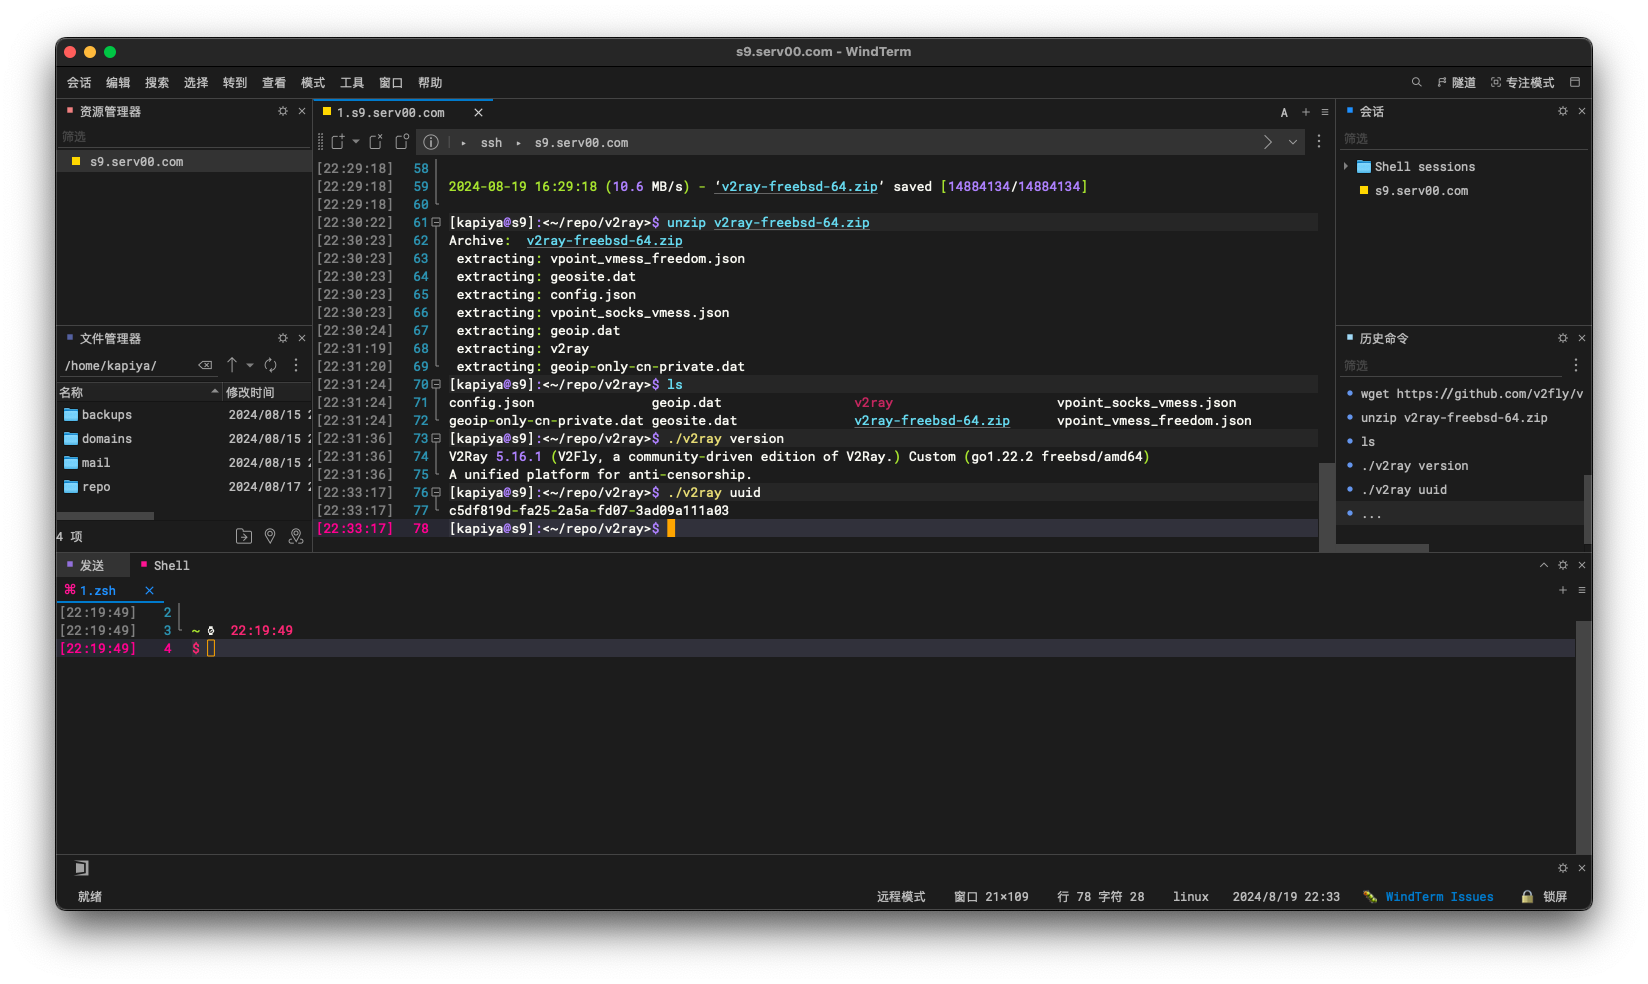 s9.serv00.com - WindTerm
会话 编辑 搜索 选择 转到 查看 模式 工具 窗口 帮助
隧道 专注模式
资源管理器
筛选
s9.serv00.com
文件管理器
/home/kapiya/
名称 修改时间
backups 2024/08/15
domains 2024/08/15
mail 2024/08/15
repo 2024/08/17
4 项
1.s9.serv00.com
A
ssh s9.serv00.com
[22:29:18] 58
[22:29:18] 59 2024-08-19 16:29:18 (10.6 MB/s) - ‘v2ray-freebsd-64.zip’ saved [14884134/14884134]
[22:29:18] 60
[22:30:22] 61 [kapiya@s9]:<~/repo/v2ray>$ unzip v2ray-freebsd-64.zip
[22:30:23] 62 Archive:  v2ray-freebsd-64.zip
[22:30:23] 63  extracting: vpoint_vmess_freedom.json
[22:30:23] 64  extracting: geosite.dat
[22:30:23] 65  extracting: config.json
[22:30:23] 66  extracting: vpoint_socks_vmess.json
[22:30:24] 67  extracting: geoip.dat
[22:31:19] 68  extracting: v2ray
[22:31:20] 69  extracting: geoip-only-cn-private.dat
[22:31:24] 70 [kapiya@s9]:<~/repo/v2ray>$ ls
[22:31:24] 71 config.json geoip.dat v2ray vpoint_socks_vmess.json
[22:31:24] 72 geoip-only-cn-private.dat geosite.dat v2ray-freebsd-64.zip vpoint_vmess_freedom.json
[22:31:36] 73 [kapiya@s9]:<~/repo/v2ray>$ ./v2ray version
[22:31:36] 74 V2Ray 5.16.1 (V2Fly, a community-driven edition of V2Ray.) Custom (go1.22.2 freebsd/amd64)
[22:31:36] 75 A unified platform for anti-censorship.
[22:33:17] 76 [kapiya@s9]:<~/repo/v2ray>$ ./v2ray uuid
[22:33:17] 77 c5df819d-fa25-2a5a-fd07-3ad09a111a03
[22:33:17] 78 [kapiya@s9]:<~/repo/v2ray>$
会话
筛选
Shell sessions
s9.serv00.com
历史命令
筛选
wget https://github.com/v2fly/v
unzip v2ray-freebsd-64.zip
ls
./v2ray version
./v2ray uuid
...
发送 Shell
1.zsh
[22:19:49] 2
[22:19:49] 3 ~ 22:19:49
[22:19:49] 4 $
就绪 远程模式 窗口 21×109 行 78 字符 28 linux 2024/8/19 22:33 WindTerm Issues 锁屏